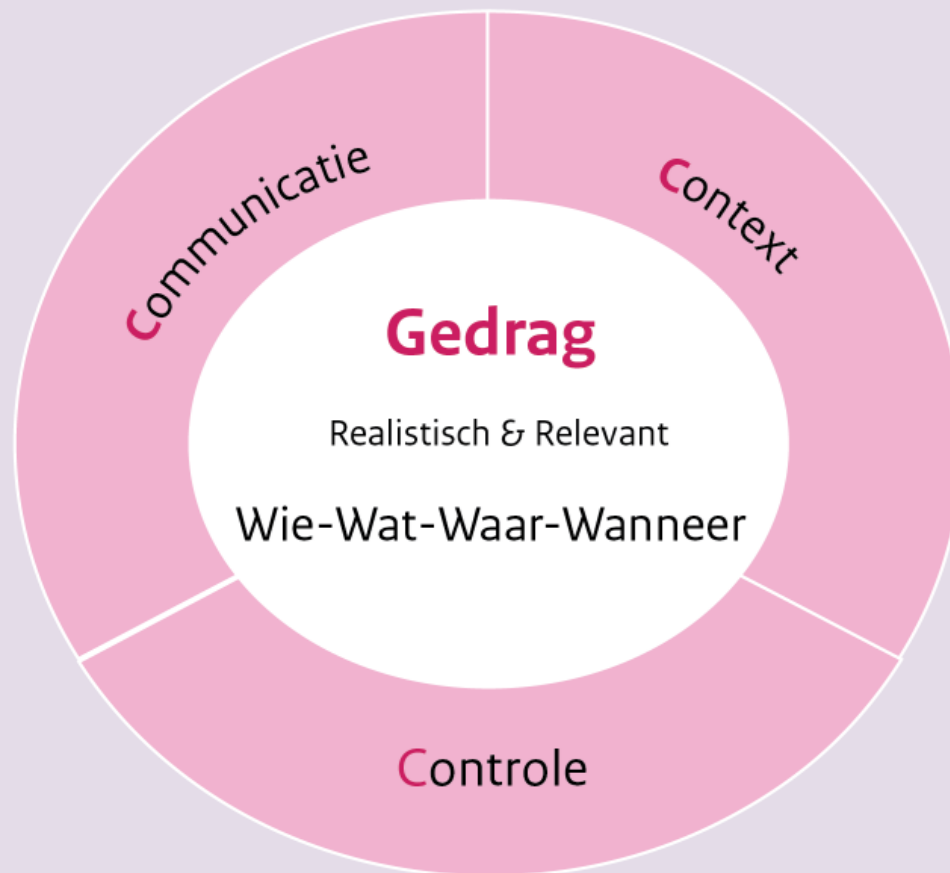 Communicatie
Context
Gedrag
Realistisch & Relevant
Wie-Wat-Waar-Wanneer
Controle